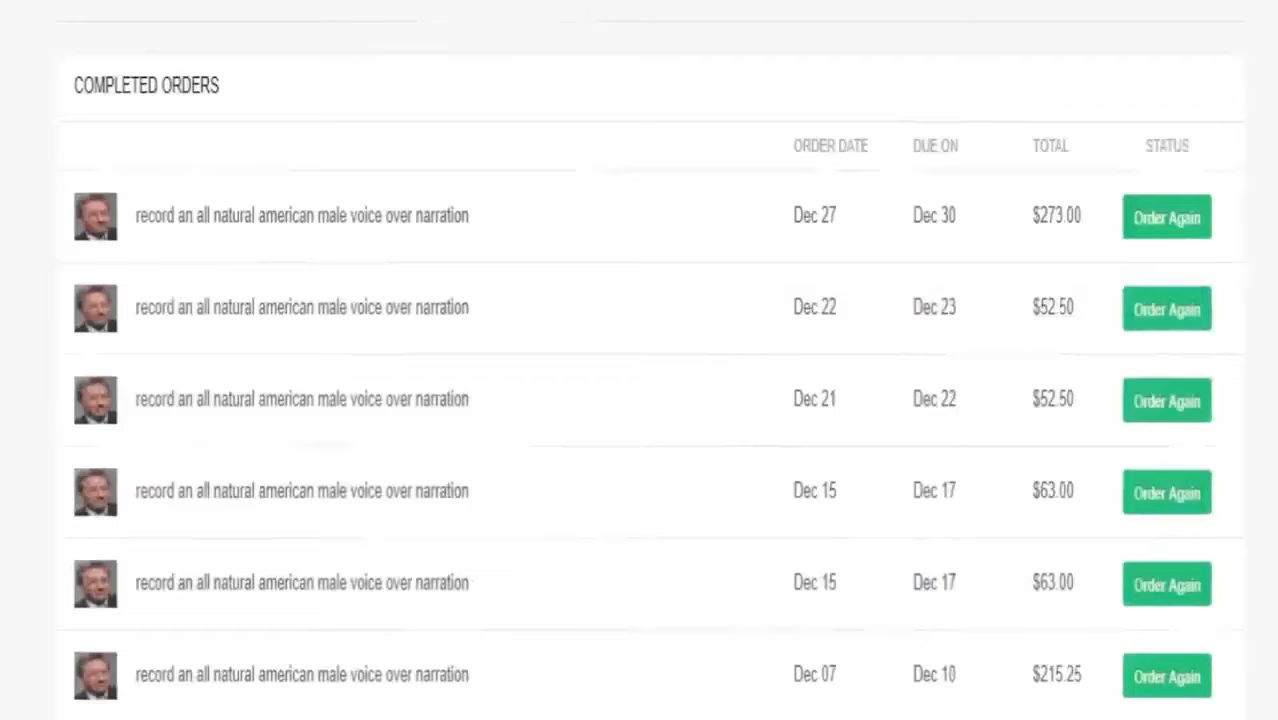 COMPLETED ORDERS
ORDER DATE DUE ON TOTAL STATUS
record an all natural american male voice over narration Dec 27 Dec 30 $273.00 Order Again
record an all natural american male voice over narration Dec 22 Dec 23 $52.50 Order Again
record an all natural american male voice over narration Dec 21 Dec 22 $52.50 Order Again
record an all natural american male voice over narration Dec 15 Dec 17 $63.00 Order Again
record an all natural american male voice over narration Dec 15 Dec 17 $63.00 Order Again
record an all natural american male voice over narration Dec 07 Dec 10 $215.25 Order Again